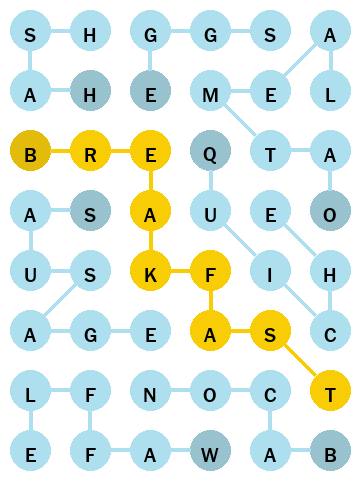 S H G G S A
A H E M E L
B R E Q T A
A S A U E O
U S K F I H
A G E A S C
L F N O C T
E F A W A B